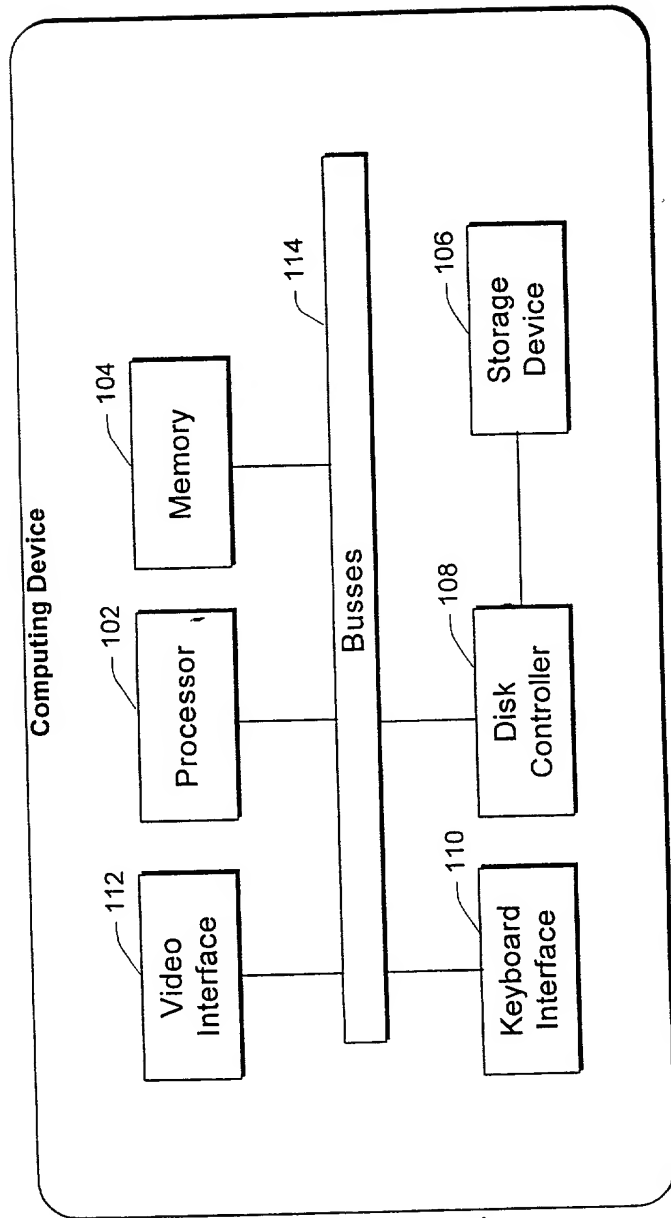 Computing Device
112
Video
Interface
102
Processor
104
Memory
114
Busses
110
Keyboard
Interface
108
Disk
Controller
106
Storage
Device